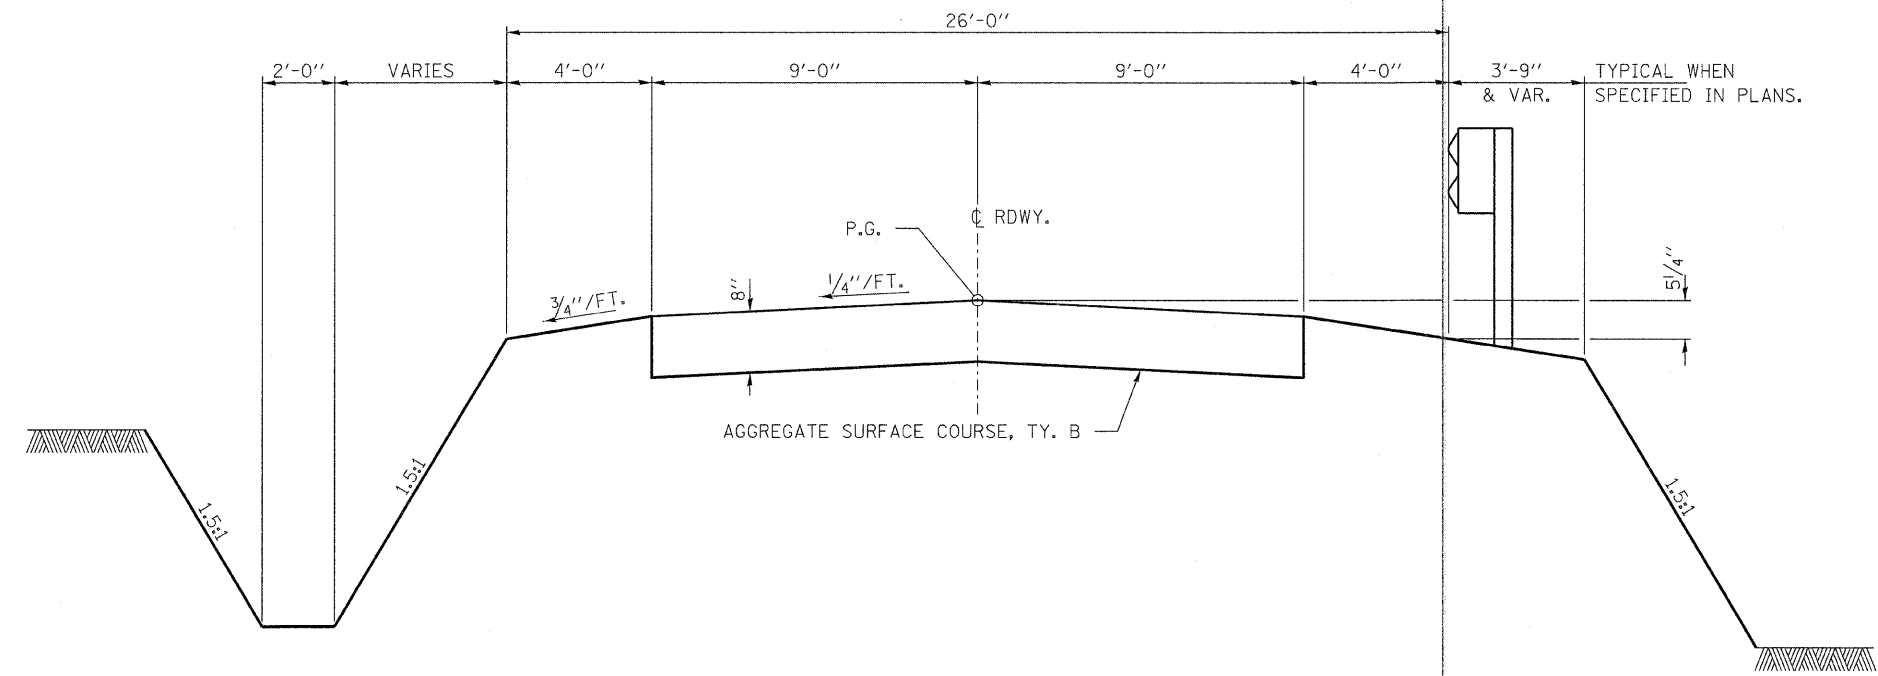 26'-0"
2'-0"
VARIES
4'-0"
9'-0"
9'-0"
4'-0"
3'-9"
& VAR.
TYPICAL WHEN
SPECIFIED IN PLANS.
℄ RDWY.
P.G.
3/4"/FT.
8"
1/4"/FT.
5 1/4"
AGGREGATE SURFACE COURSE, TY. B
1.5:1
1.5:1
1.5:1